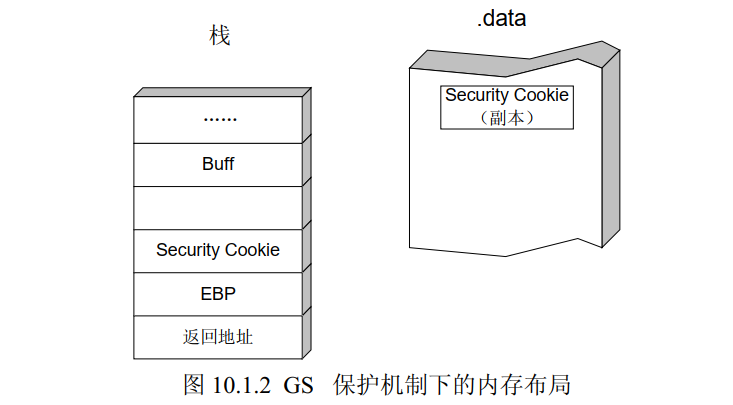 栈
.data
……
Buff
Security Cookie
EBP
返回地址
Security Cookie
（副本）
图 10.1.2 GS 保护机制下的内存布局